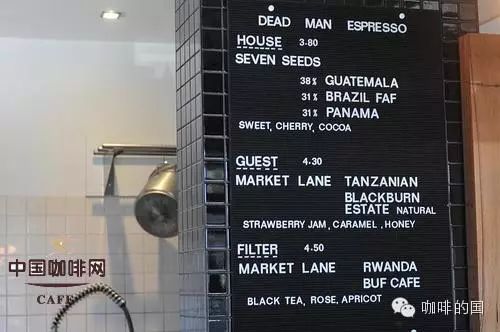 DEAD MAN ESPRESSO
HOUSE 3-80
SEVEN SEEDS
38% GUATEMALA
31% BRAZIL FAF
31% PANAMA
SWEET, CHERRY, COCOA
GUEST 4.30
MARKET LANE TANZANIAN
BLACKBURN
ESTATE NATURAL
STRAWBERRY JAM, CARAMEL, HONEY
FILTER 4.50
MARKET LANE RWANDA
BUF CAFE
BLACK TEA, ROSE, APRICOT
中国咖啡网
CAFE
咖啡的国